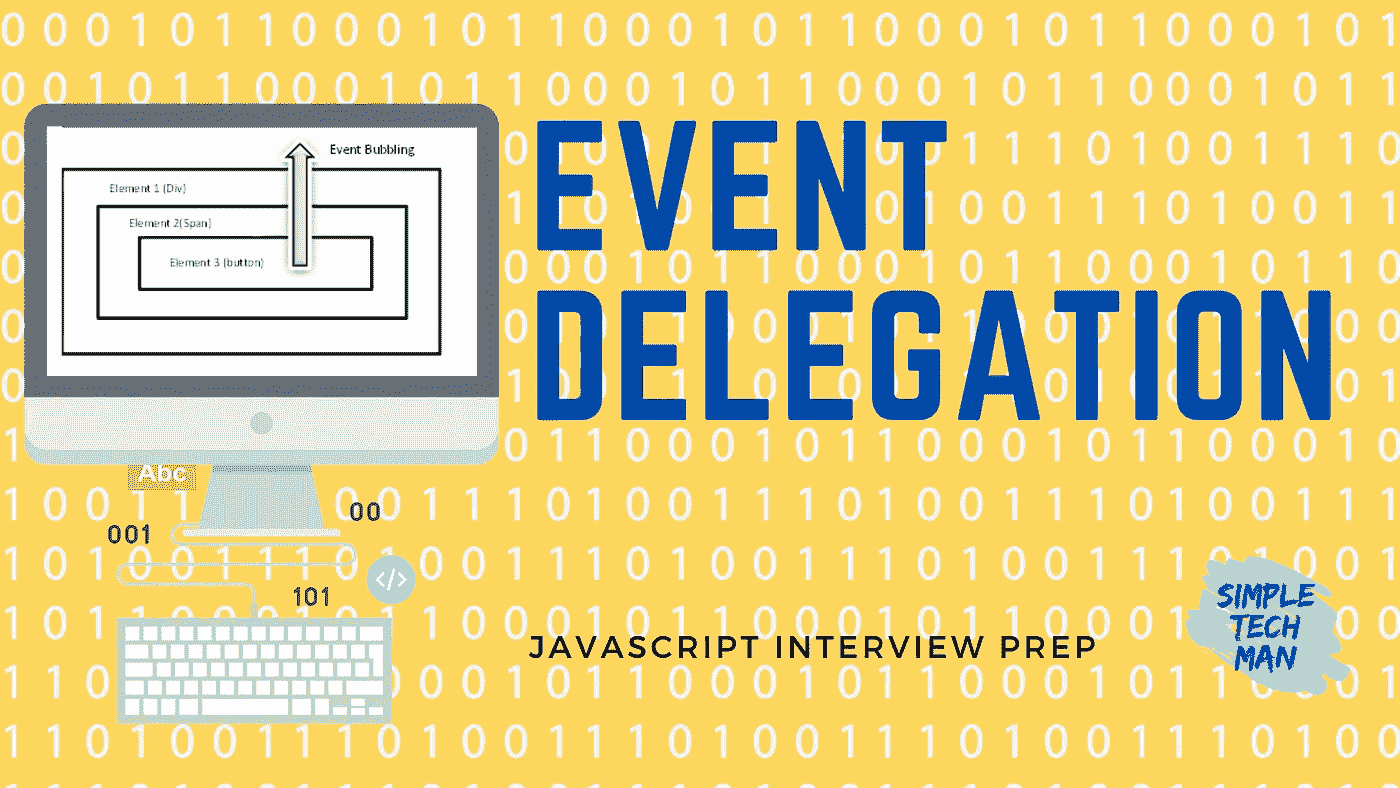 Event Bubbling
Element 1 (Div)
Element 2(Span)
Element 3 (button)
EVENT
DELEGATION
Abc
00
001
</>
101
JAVASCRIPT INTERVIEW PREP
SIMPLE
TECH
MAN